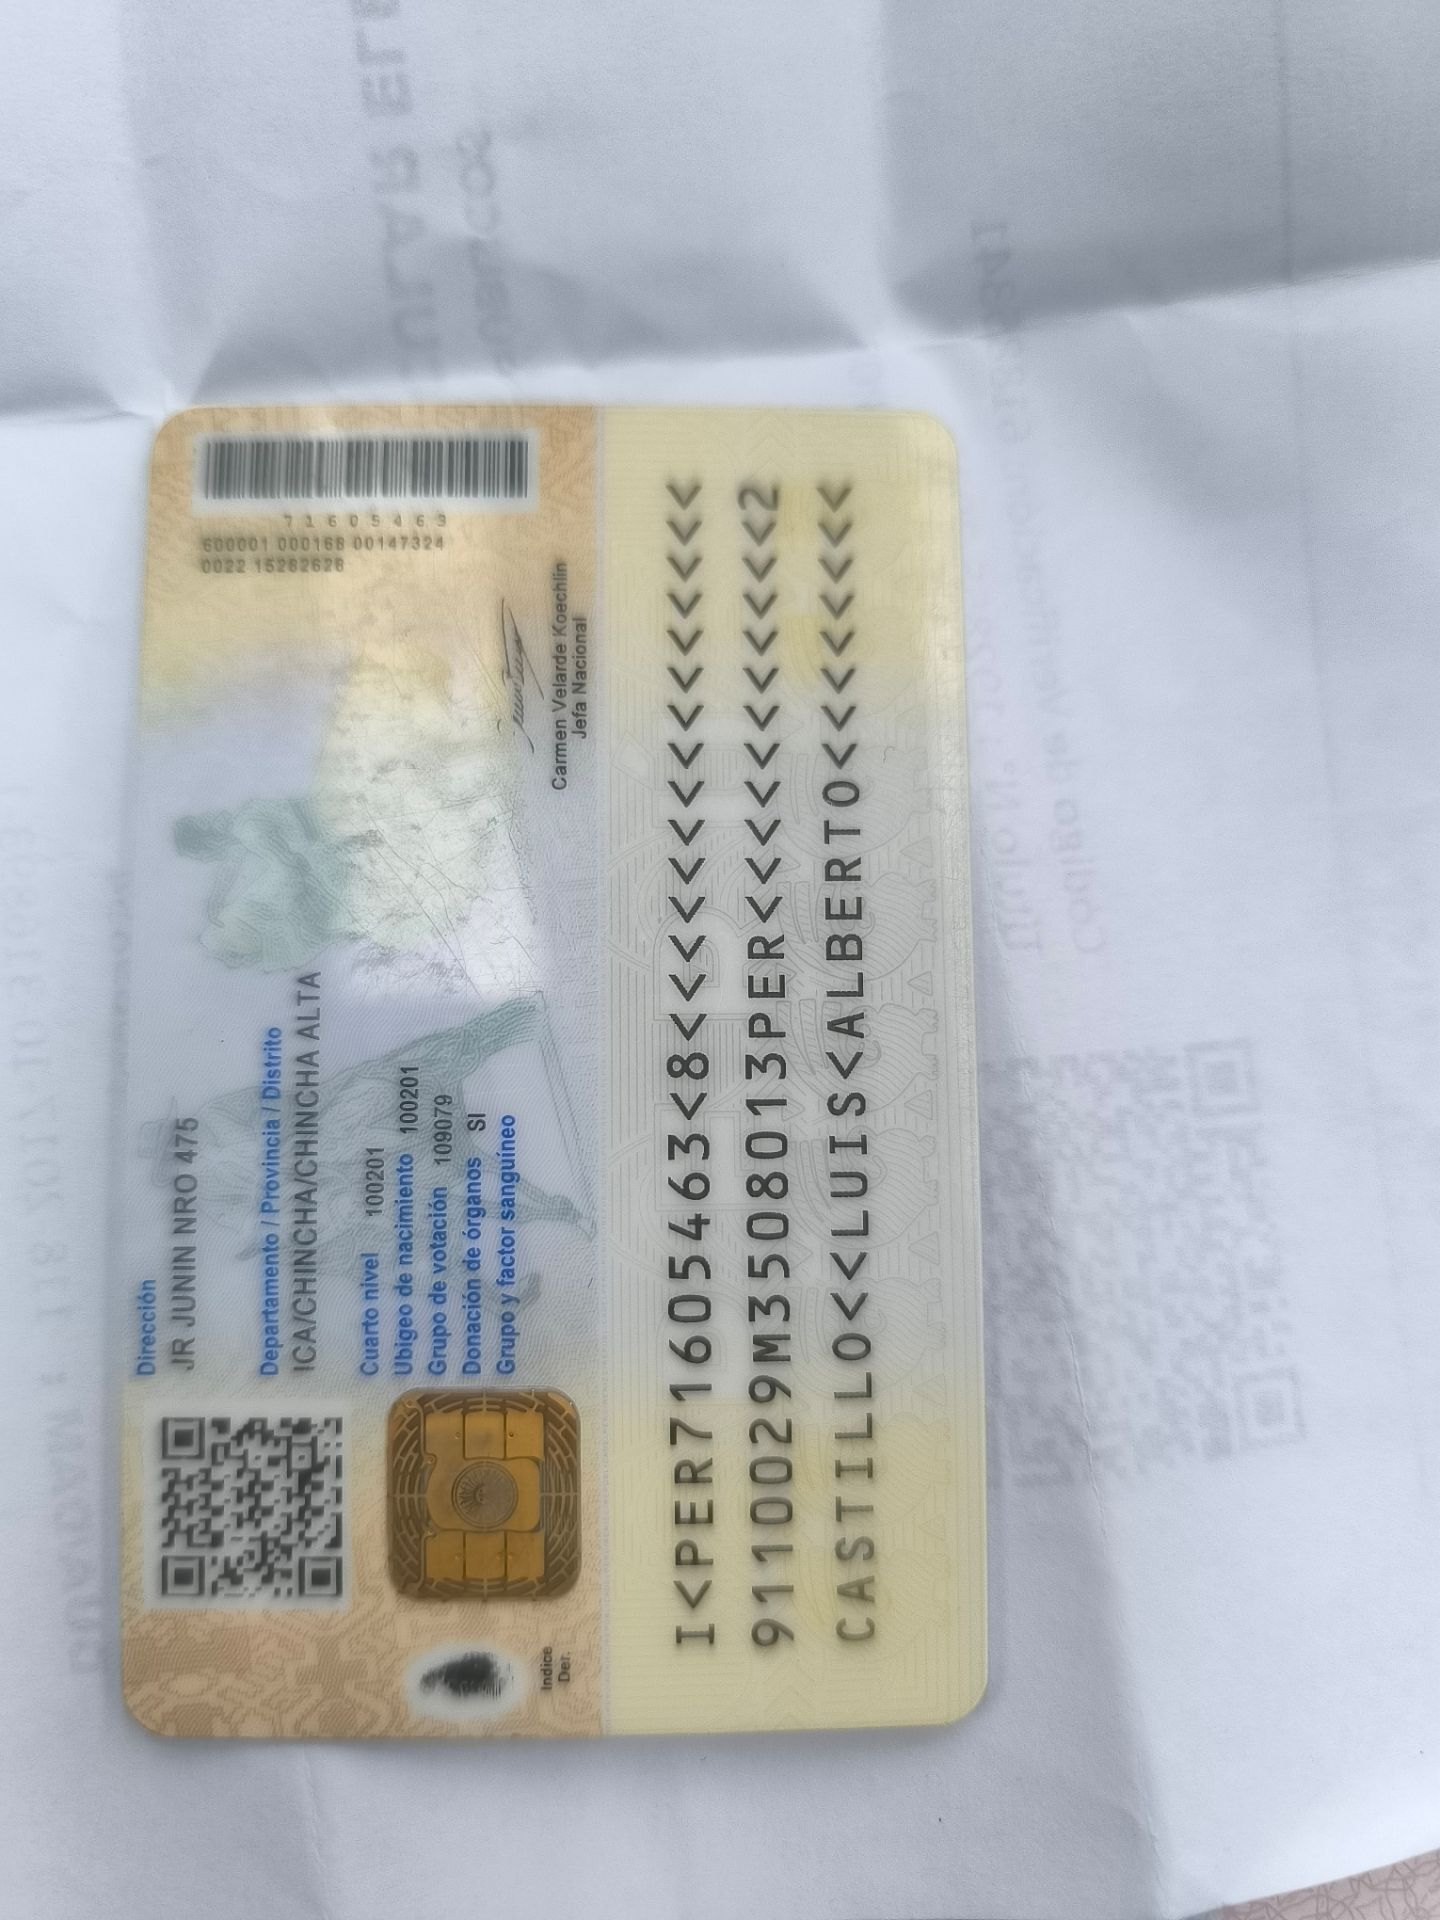 Dirección
JR JUNIN NRO 475
Departamento / Provincia / Distrito
ICA/CHINCHA/CHINCHA ALTA
Cuarto nivel 100201
Ubigeo de nacimiento 100201
Grupo de votación 109079
Donación de órganos SI
Grupo y factor sanguíneo
71605463
600001 000168 00147324
0022 15282628
Carmen Velarde Koechlin
Jefa Nacional
Indice
Der.
I<PER71605463<8<<<<<<<<<<<<<<<
9110029M3508013PER<<<<<<<<<<<2
CASTILLO<<LUIS<ALBERTO<<<<<<<<